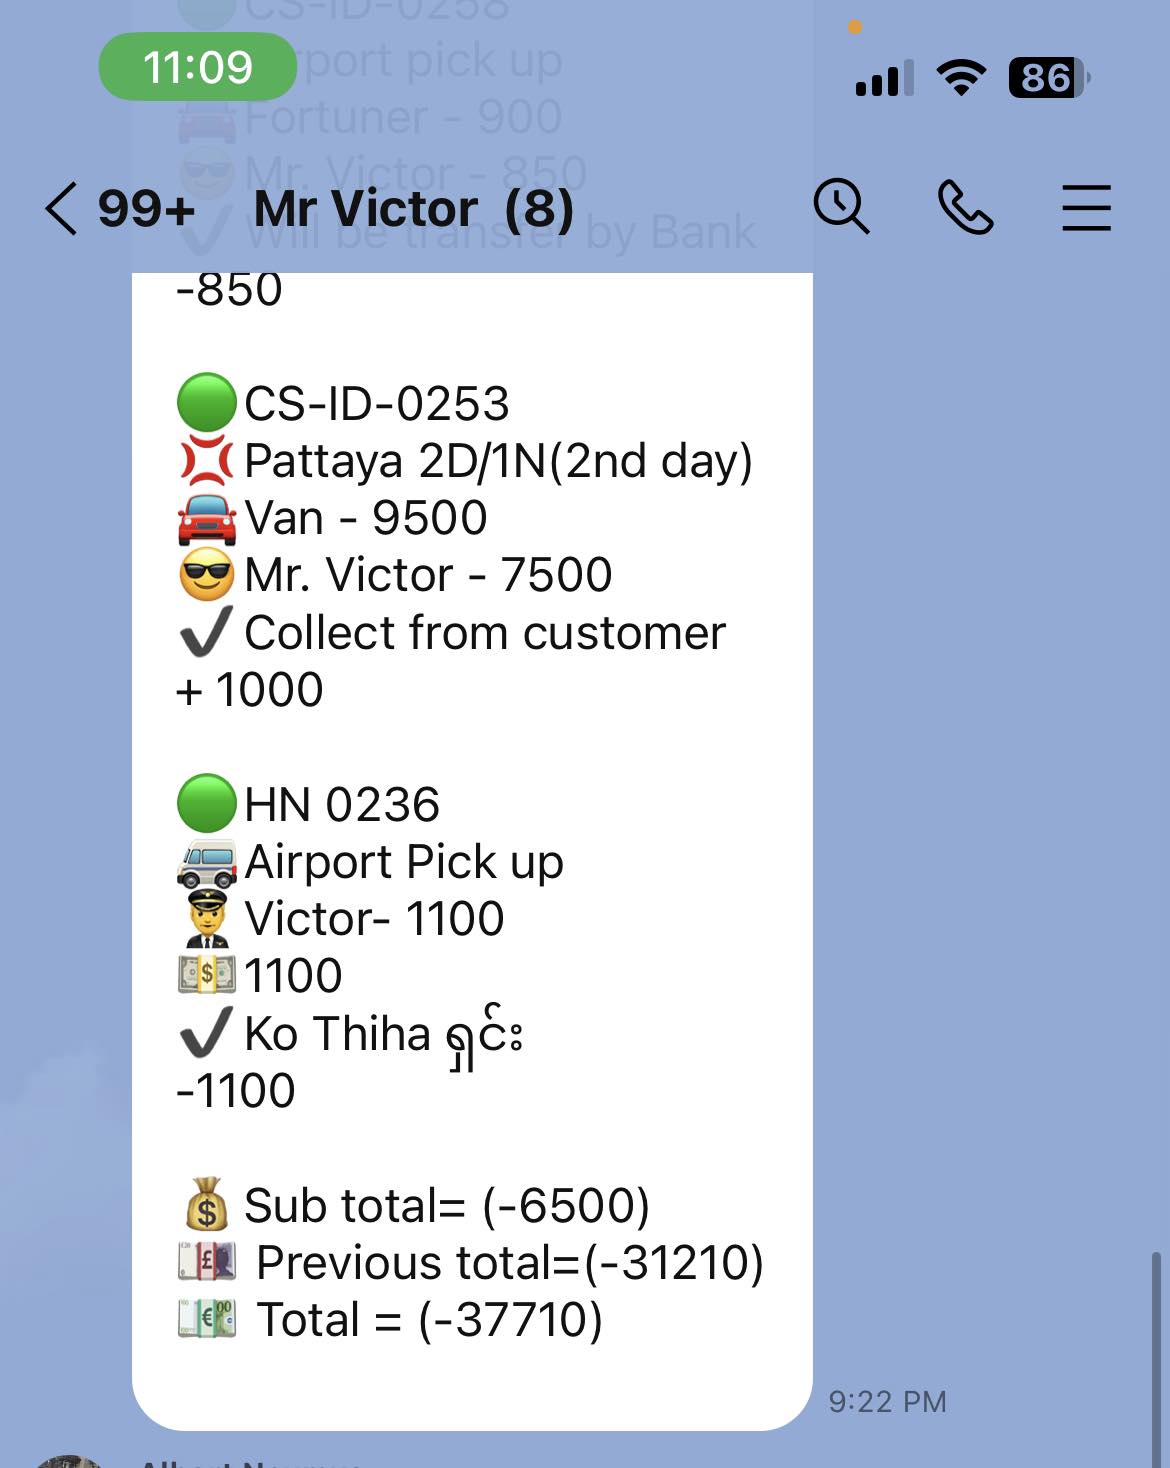 CS-ID-0258
11:09
rport pick up
86
Fortuner - 900
Mr. Victor - 850
99+ Mr Victor (8)
Will be transfer by Bank
-850
CS-ID-0253
Pattaya 2D/1N(2nd day)
Van - 9500
Mr. Victor - 7500
Collect from customer
+ 1000
HN 0236
Airport Pick up
Victor- 1100
1100
Ko Thiha ရှင်း
-1100
Sub total= (-6500)
Previous total=(-31210)
Total = (-37710)
9:22 PM